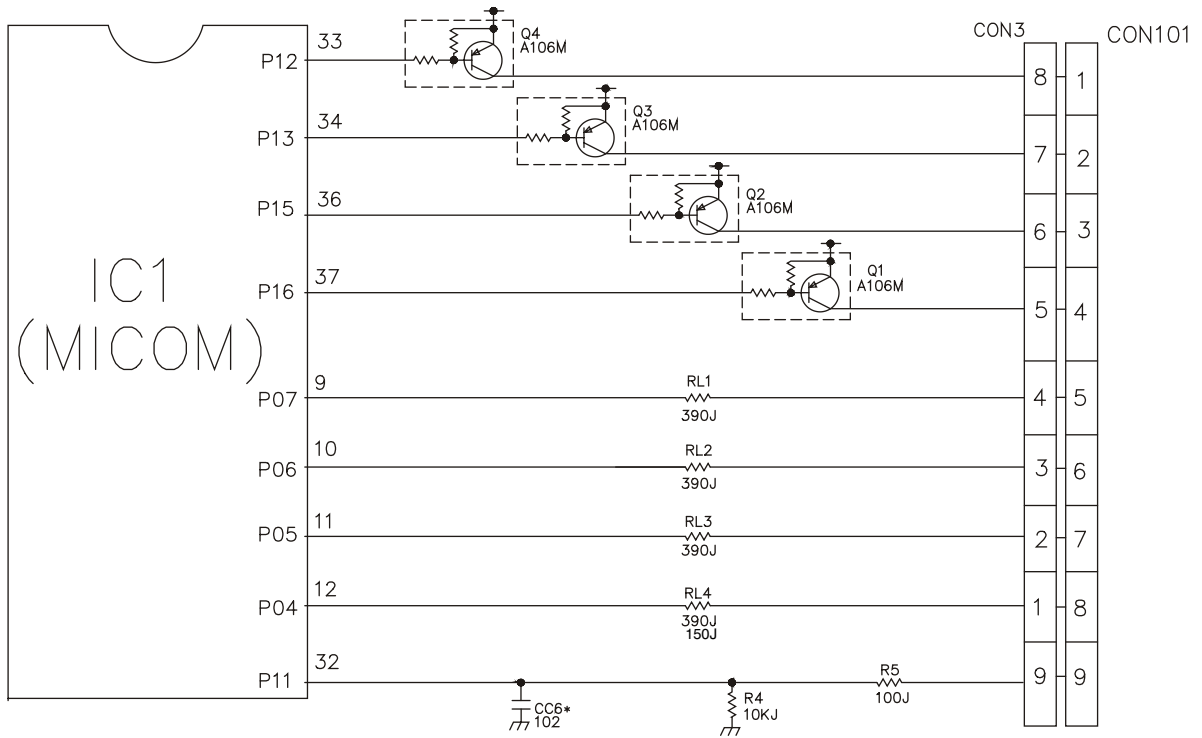 CON3
CON101
IC1
(MICOM)
P12
33
Q4
A106M
8
1
P13
34
Q3
A106M
7
2
P15
36
Q2
A106M
6
3
P16
37
Q1
A106M
5
4
P07
9
RL1
390J
4
5
P06
10
RL2
390J
3
6
P05
11
RL3
390J
2
7
P04
12
RL4
390J
150J
1
8
P11
32
CC6*
102
R4
10KJ
R5
100J
9
9